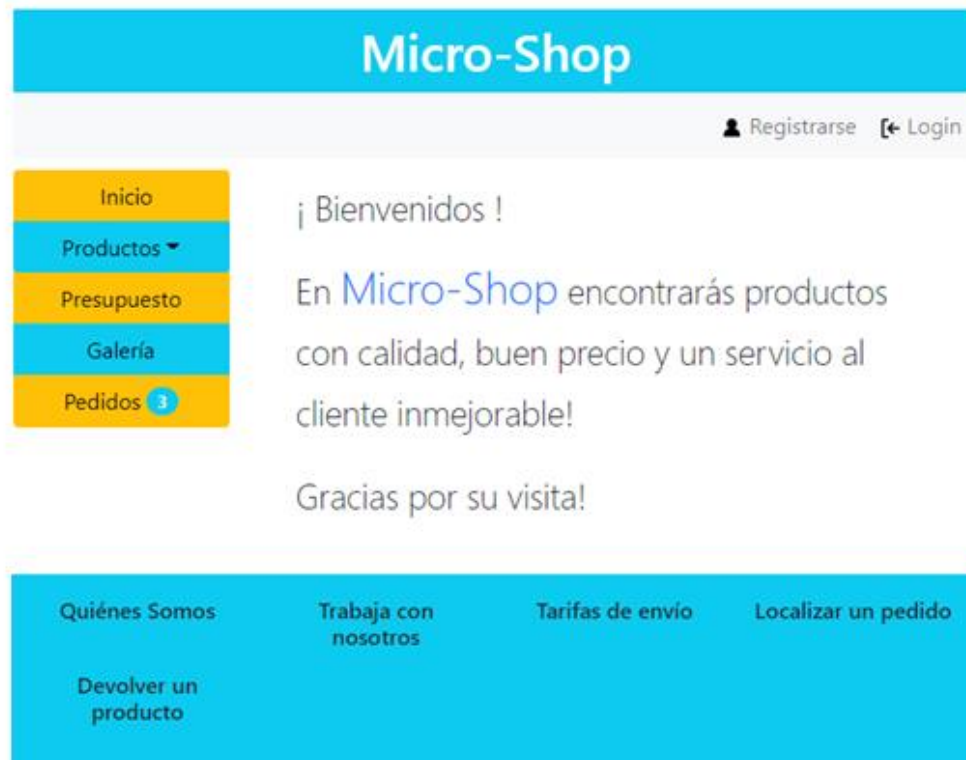 Micro-Shop
Registrarse Login
Inicio
Productos
Presupuesto
Galería
Pedidos 3
¡ Bienvenidos !
En Micro-Shop encontrarás productos
con calidad, buen precio y un servicio al
cliente inmejorable!
Gracias por su visita!
Quiénes Somos
Trabaja con
nosotros
Tarifas de envío
Localizar un pedido
Devolver un
producto